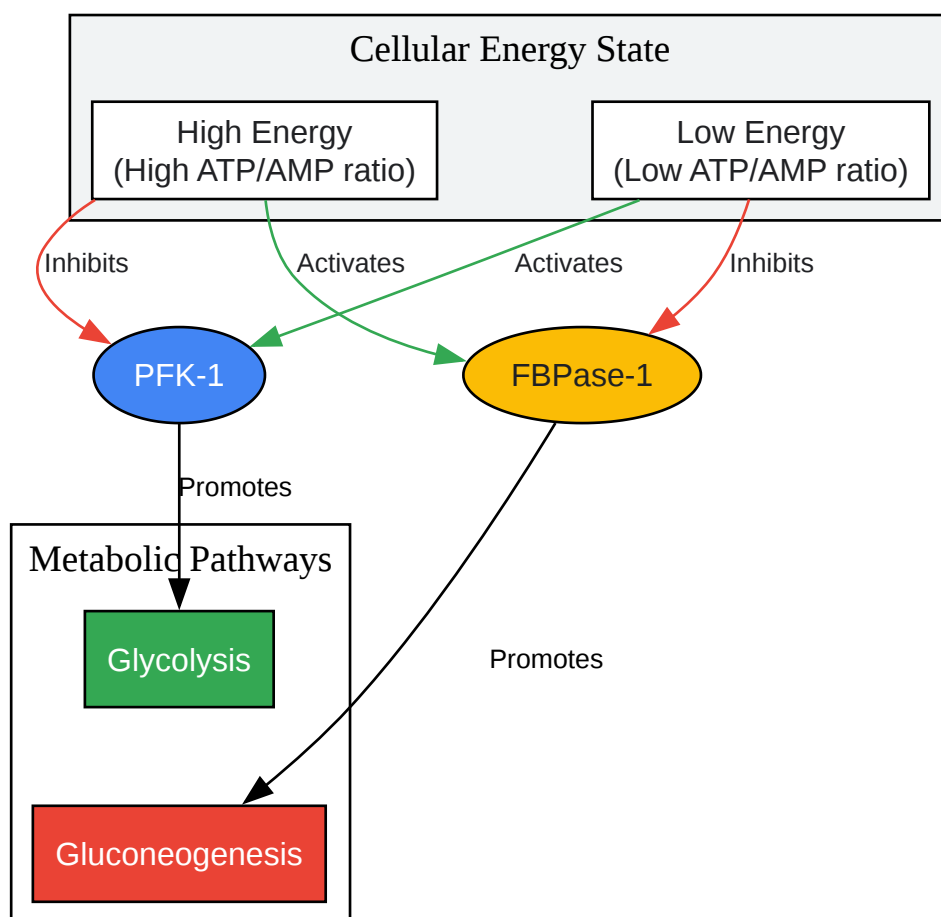 Cellular Energy State
High Energy
(High ATP/AMP ratio)
Low Energy
(Low ATP/AMP ratio)
Inhibits
Activates
Activates
Inhibits
PFK-1
FBPase-1
Promotes
Metabolic Pathways
Glycolysis
Promotes
Gluconeogenesis